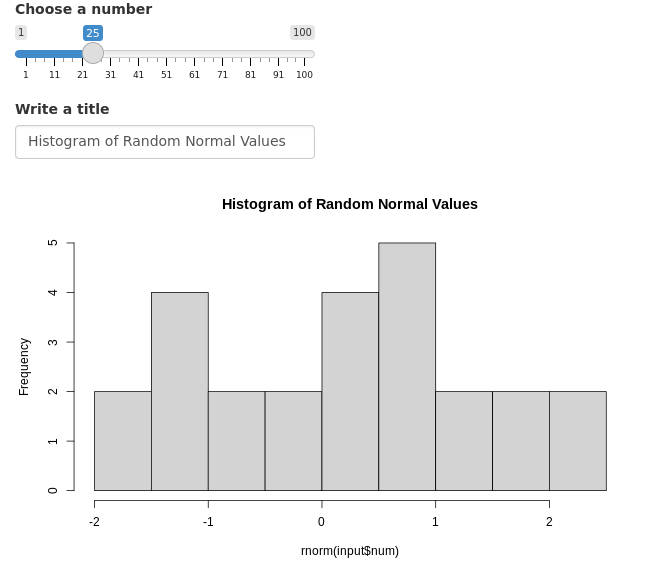 Choose a number
1 25 100
1 11 21 31 41 51 61 71 81 91 100
Write a title
Histogram of Random Normal Values
Histogram of Random Normal Values
5
4
3
2
1
0
Frequency
-2 -1 0 1 2
rnorm(input$num)